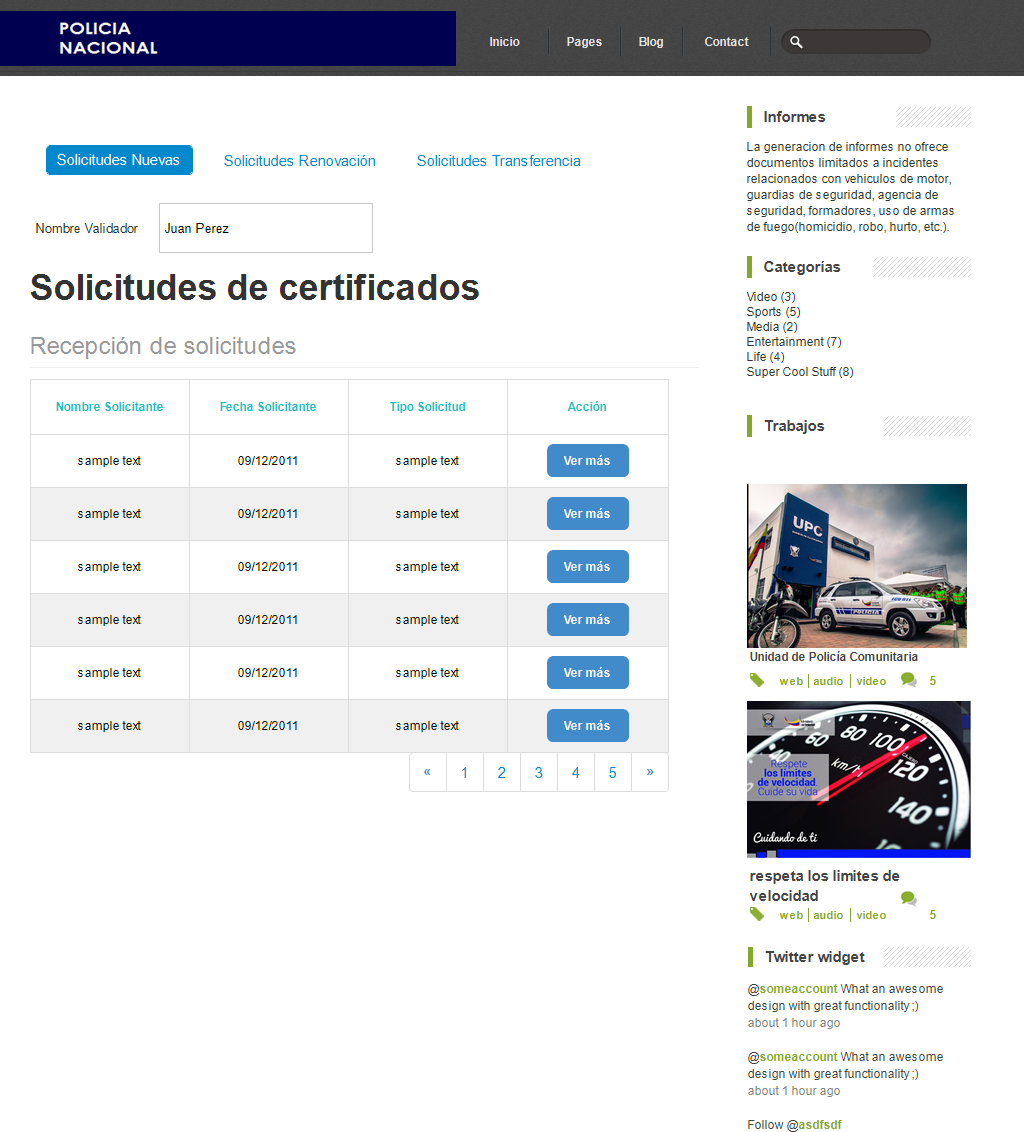 POLICIA
NACIONAL
Inicio
Pages
Blog
Contact
Solicitudes Nuevas
Solicitudes Renovación
Solicitudes Transferencia
Nombre Validador
Juan Perez
Solicitudes de certificados
Recepción de solicitudes
Nombre Solicitante Fecha Solicitante Tipo Solicitud Acción
sample text 09/12/2011 sample text Ver más
sample text 09/12/2011 sample text Ver más
sample text 09/12/2011 sample text Ver más
sample text 09/12/2011 sample text Ver más
sample text 09/12/2011 sample text Ver más
sample text 09/12/2011 sample text Ver más
« 1 2 3 4 5 »
Informes
La generacion de informes no ofrece
documentos limitados a incidentes
relacionados con vehiculos de motor,
guardias de seguridad, agencia de
seguridad, formadores, uso de armas
de fuego(homicidio, robo, hurto, etc.).
Categorías
Video (3)
Sports (5)
Media (2)
Entertainment (7)
Life (4)
Super Cool Stuff (8)
Trabajos
UPC
POLICIA
Unidad de Policía Comunitaria
web | audio | video 5
60 80 100 120 140
km/h
Respete
los límites
de velocidad.
Cuide su vida
Cuidando de ti
respeta los limites de
velocidad
web | audio | video 5
Twitter widget
@someaccount What an awesome
design with great functionality ;)
about 1 hour ago
@someaccount What an awesome
design with great functionality ;)
about 1 hour ago
Follow @asdfsdf